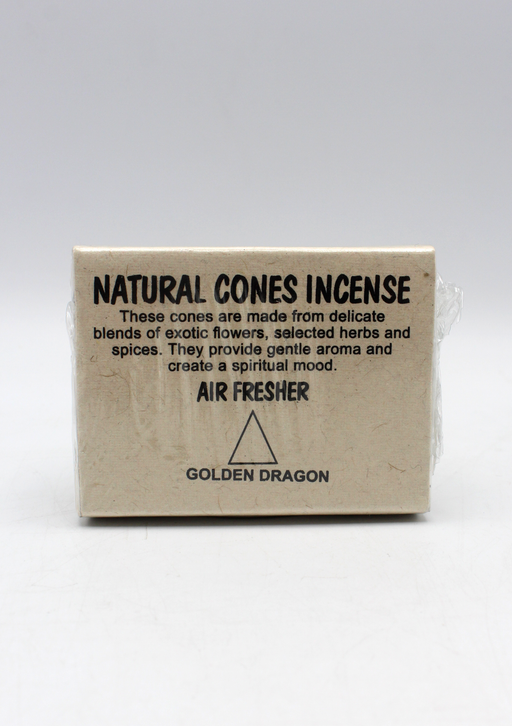 NATURAL CONES INCENSE
These cones are made from delicate
blends of exotic flowers, selected herbs and
spices. They provide gentle aroma and
create a spiritual mood.
AIR FRESHER
GOLDEN DRAGON